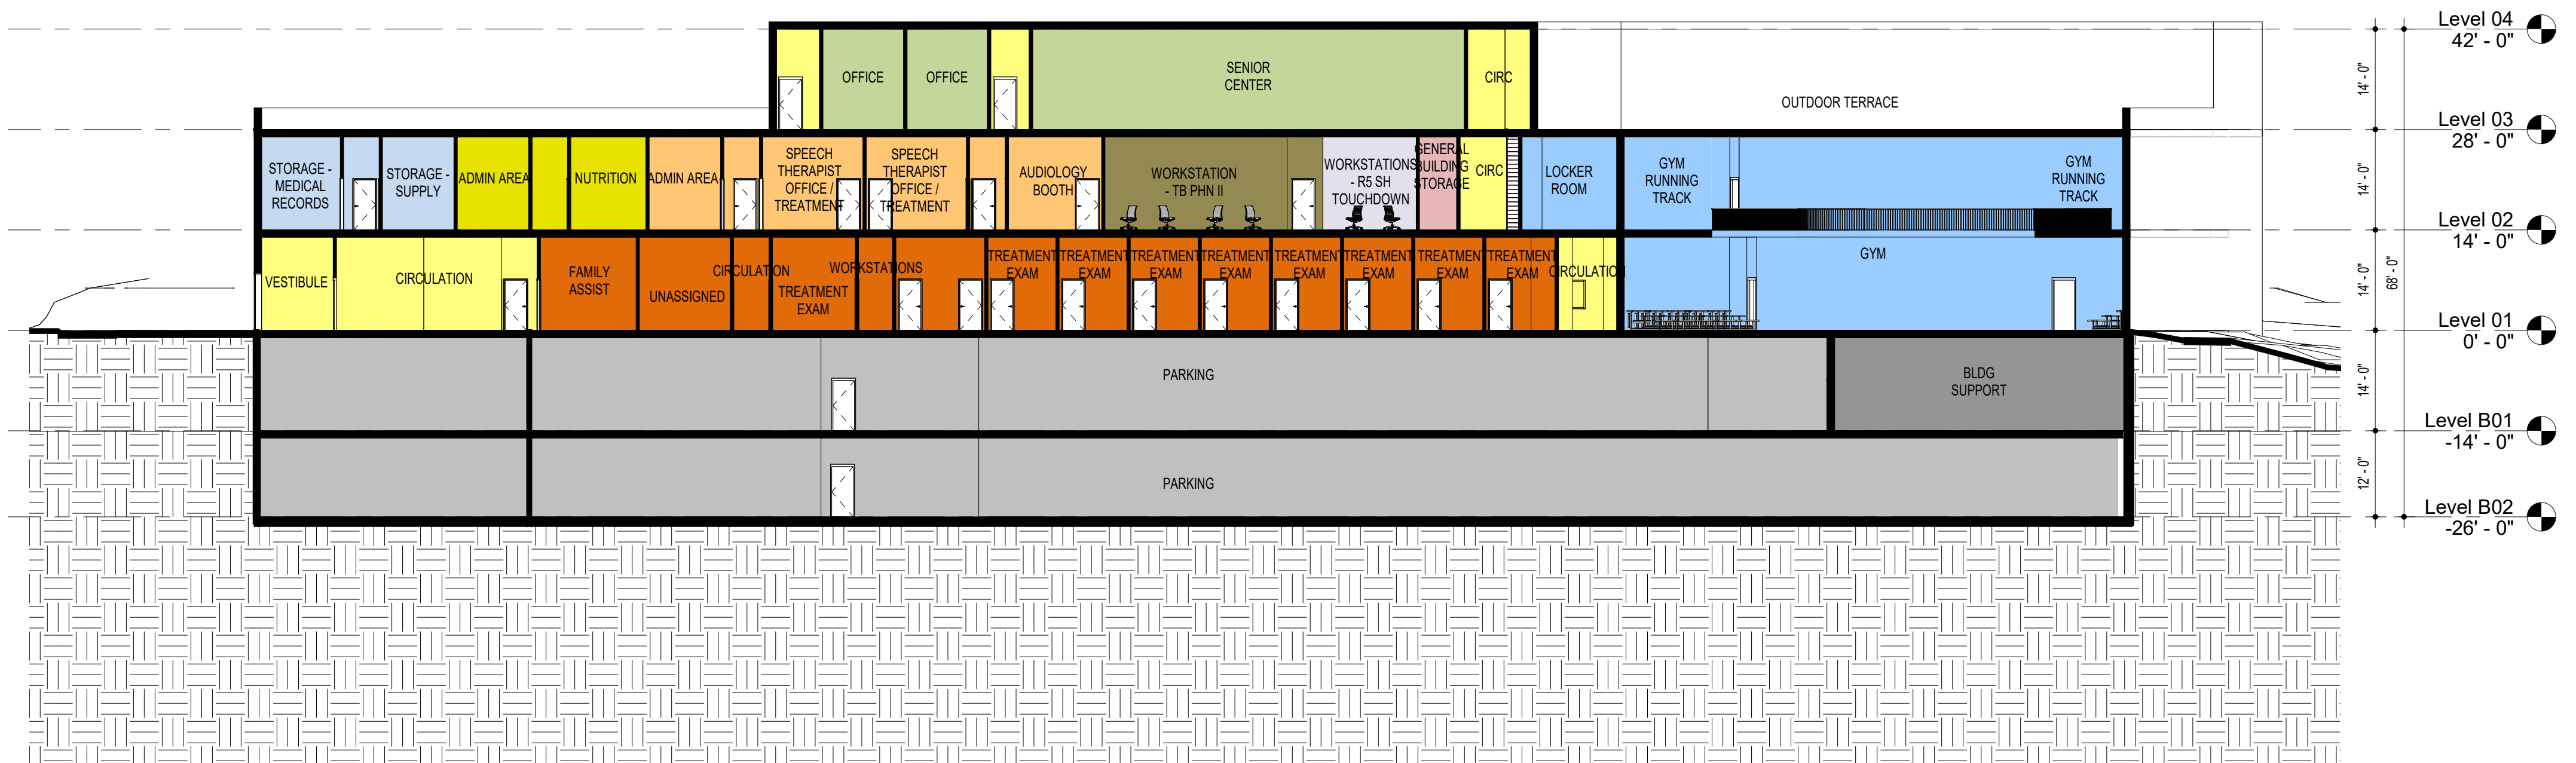 Level 04
42' - 0"
OFFICE
OFFICE
SENIOR
CENTER
CIRC
14' - 0"
OUTDOOR TERRACE
Level 03
28' - 0"
STORAGE -
MEDICAL
RECORDS
STORAGE -
SUPPLY
ADMIN AREA
NUTRITION
ADMIN AREA
SPEECH
THERAPIST
OFFICE /
TREATMENT
SPEECH
THERAPIST
OFFICE /
TREATMENT
AUDIOLOGY
BOOTH
WORKSTATION
- TB PHN II
WORKSTATIONS
- R5 SH
TOUCHDOWN
GENERAL
BUILDING
STORAGE
CIRC
LOCKER
ROOM
GYM
RUNNING
TRACK
GYM
RUNNING
TRACK
14' - 0"
Level 02
14' - 0"
VESTIBULE
CIRCULATION
FAMILY
ASSIST
UNASSIGNED
CIRCULATION
TREATMENT
EXAM
WORKSTATIONS
TREATMENT
EXAM
TREATMENT
EXAM
TREATMENT
EXAM
TREATMENT
EXAM
TREATMENT
EXAM
TREATMENT
EXAM
TREATMENT
EXAM
TREATMENT
EXAM
CIRCULATION
GYM
14' - 0"
68' - 0"
Level 01
0' - 0"
PARKING
BLDG
SUPPORT
14' - 0"
Level B01
-14' - 0"
PARKING
12' - 0"
Level B02
-26' - 0"